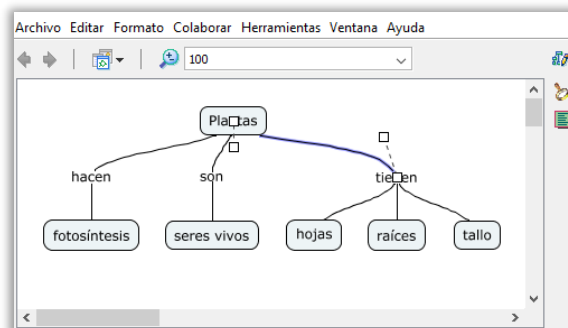 Archivo Editar Formato Colaborar Herramientas Ventana Ayuda
100
Plantas
hacen son tienen
fotosíntesis seres vivos hojas raíces tallo